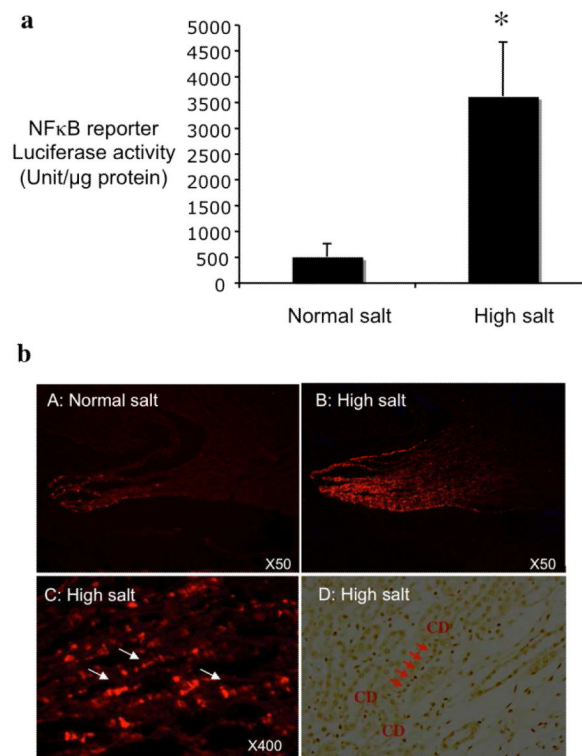 a
*
5000
4500
4000
3500
3000
2500
2000
1500
1000
500
0
NFκB reporter
Luciferase activity
(Unit/µg protein)
Normal salt
High salt
b
A: Normal salt
X50
B: High salt
X50
C: High salt
X400
D: High salt
CD
CD
CD